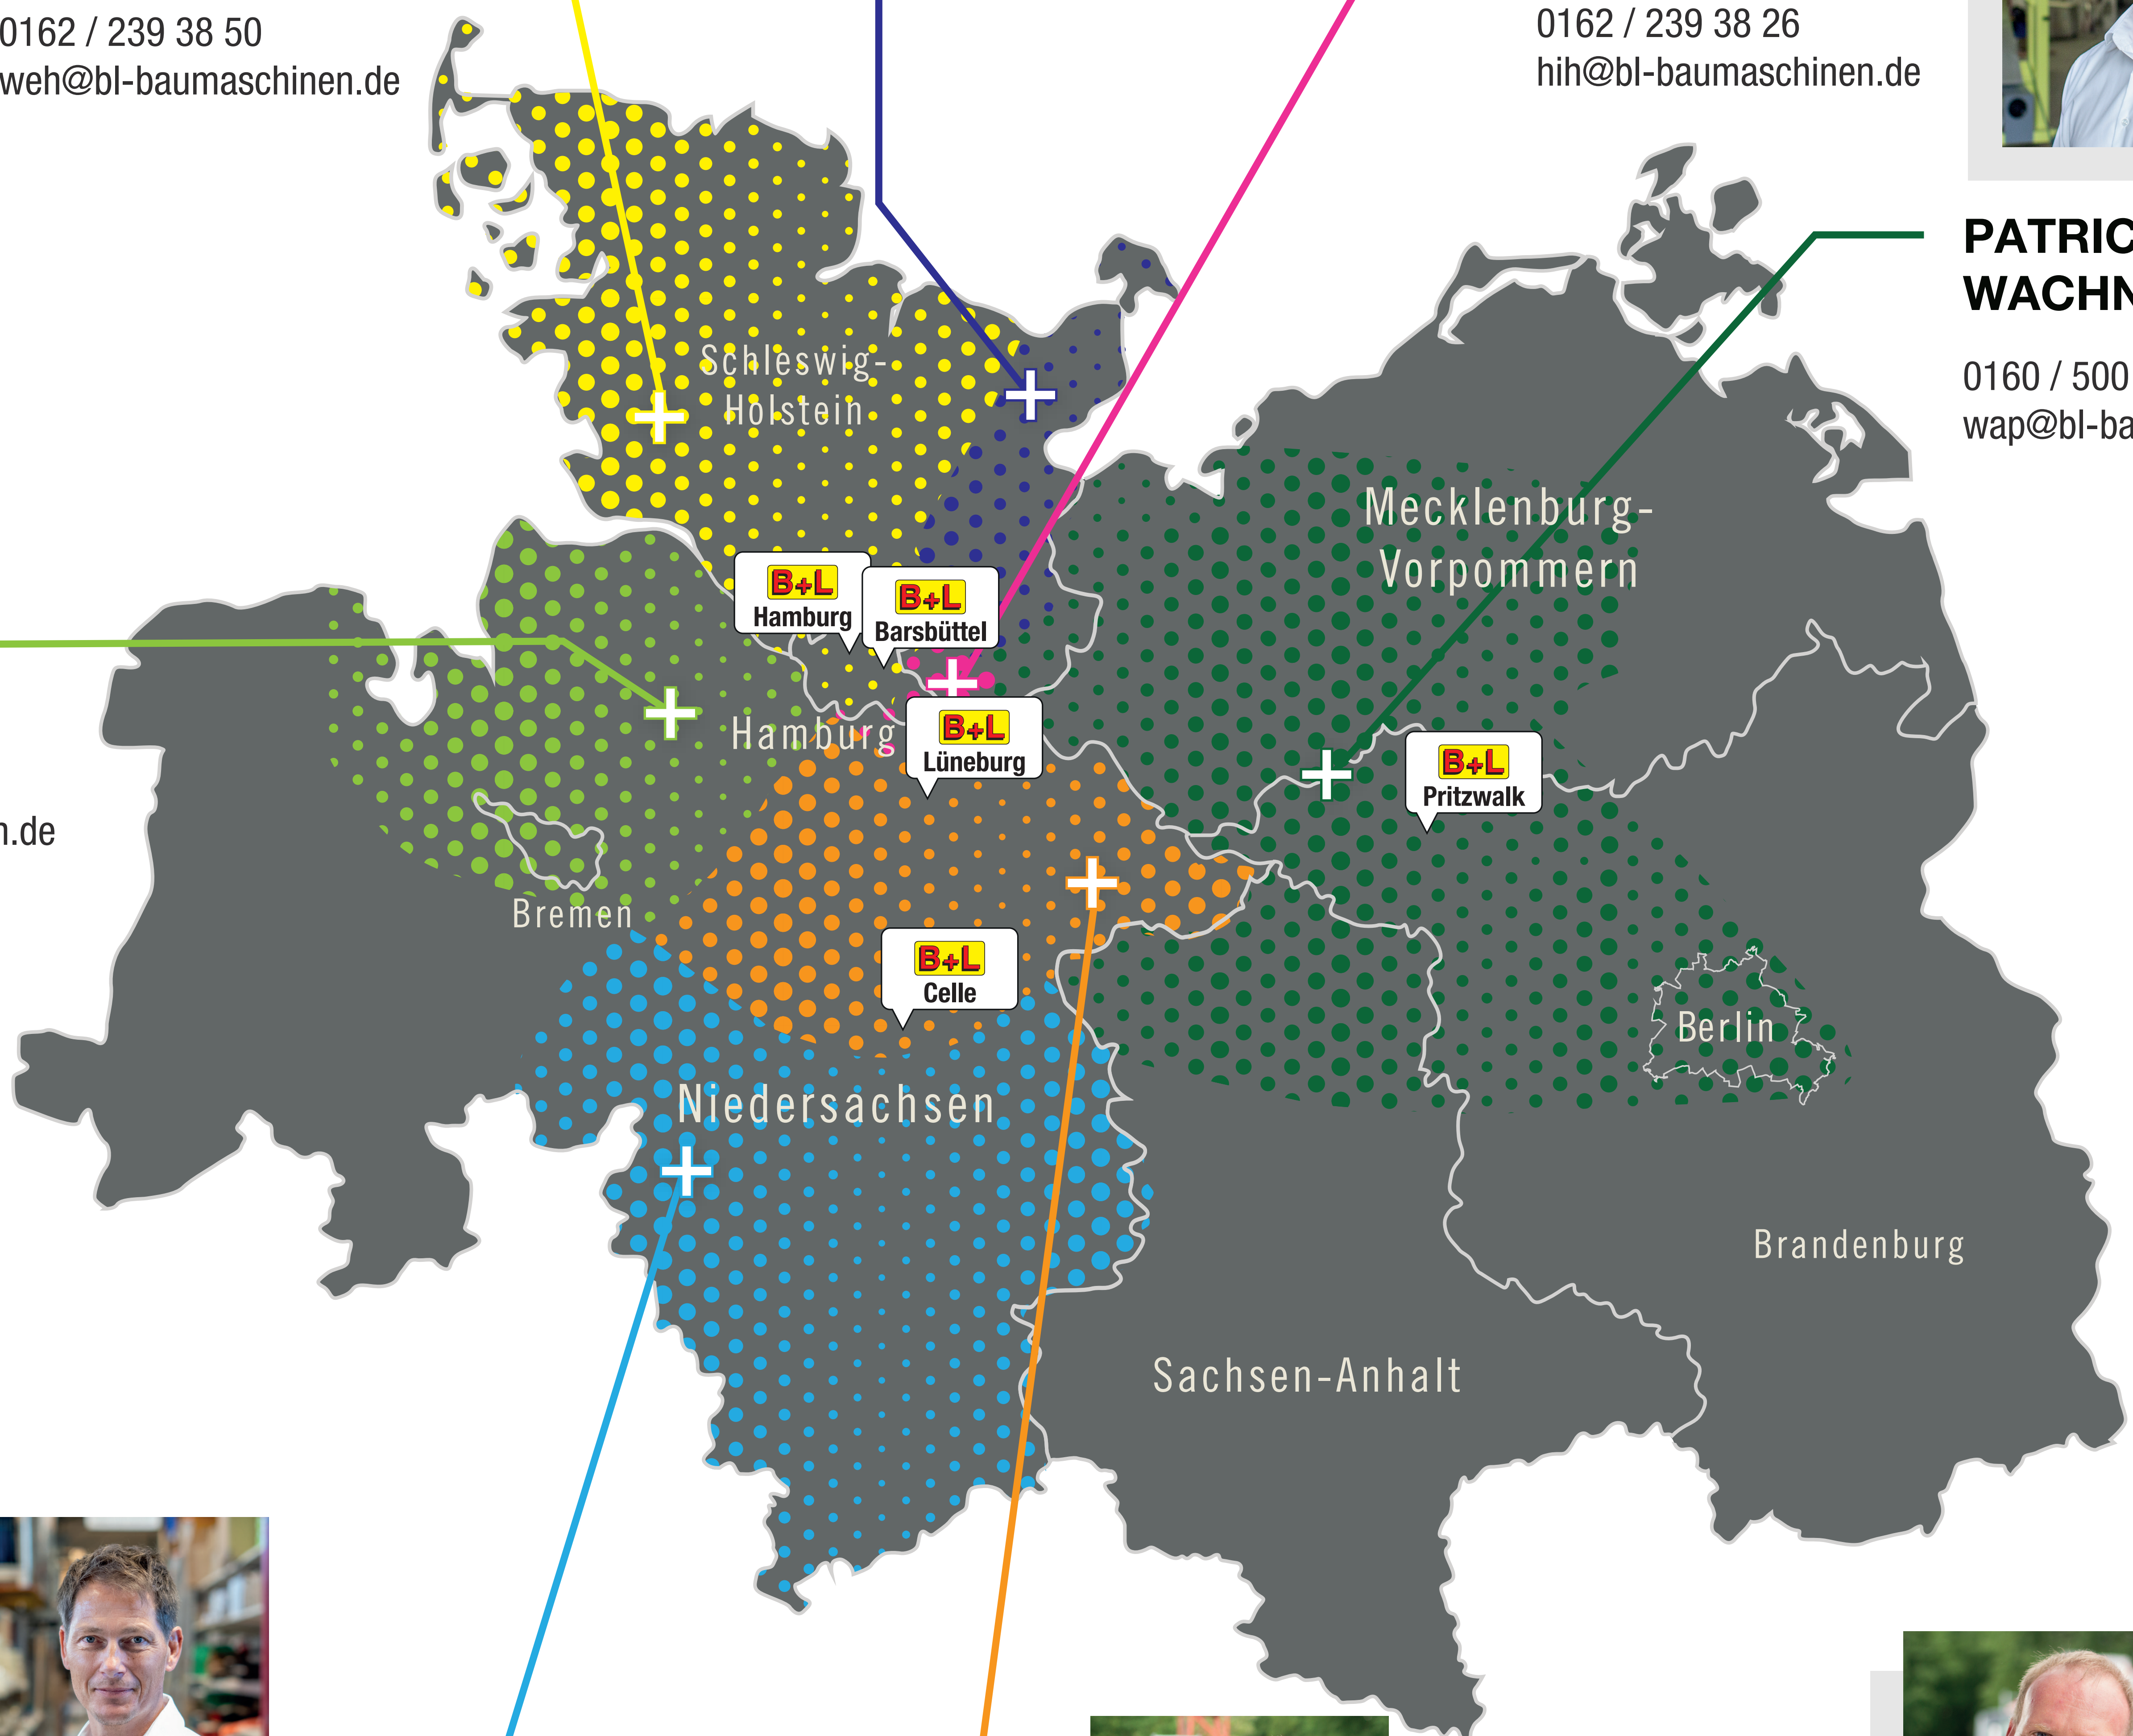 0162 / 239 38 50
weh@bl-baumaschinen.de
0162 / 239 38 26
hih@bl-baumaschinen.de
PATRIC
WACHN
0160 / 500
wap@bl-ba
Schleswig-
Holstein
Mecklenburg-
Vorpommern
B+L
Hamburg
B+L
Barsbüttel
Hamburg
B+L
Lüneburg
B+L
Pritzwalk
n.de
Bremen
B+L
Celle
Berlin
Niedersachsen
Brandenburg
Sachsen-Anhalt